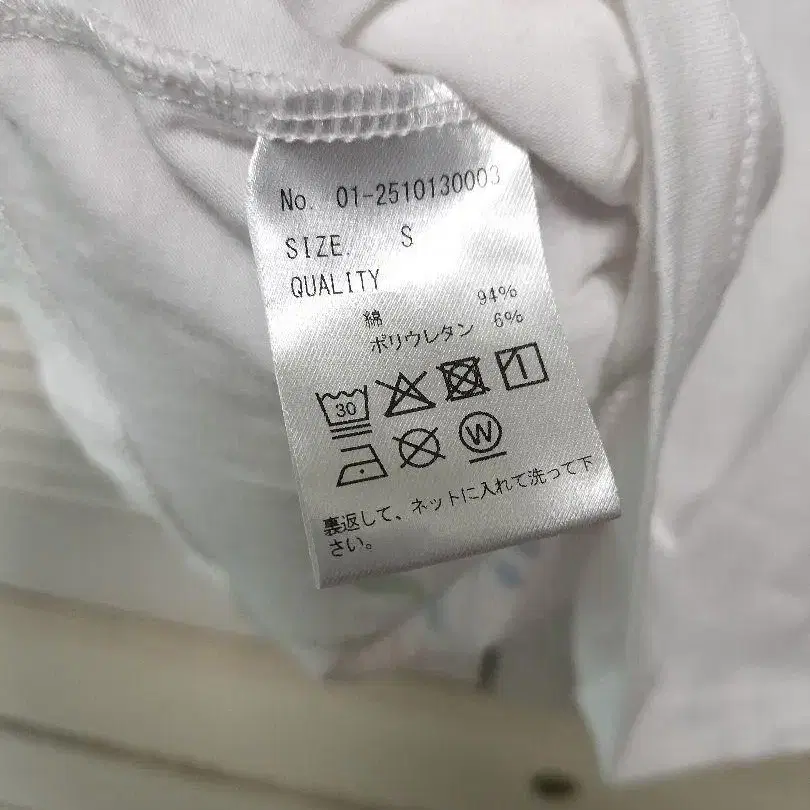 No. 01-2510130003
SIZE. S
QUALITY
綿 94%
ポリウレタン 6%
30
W
裏返して、ネットに入れて洗って下
さい。